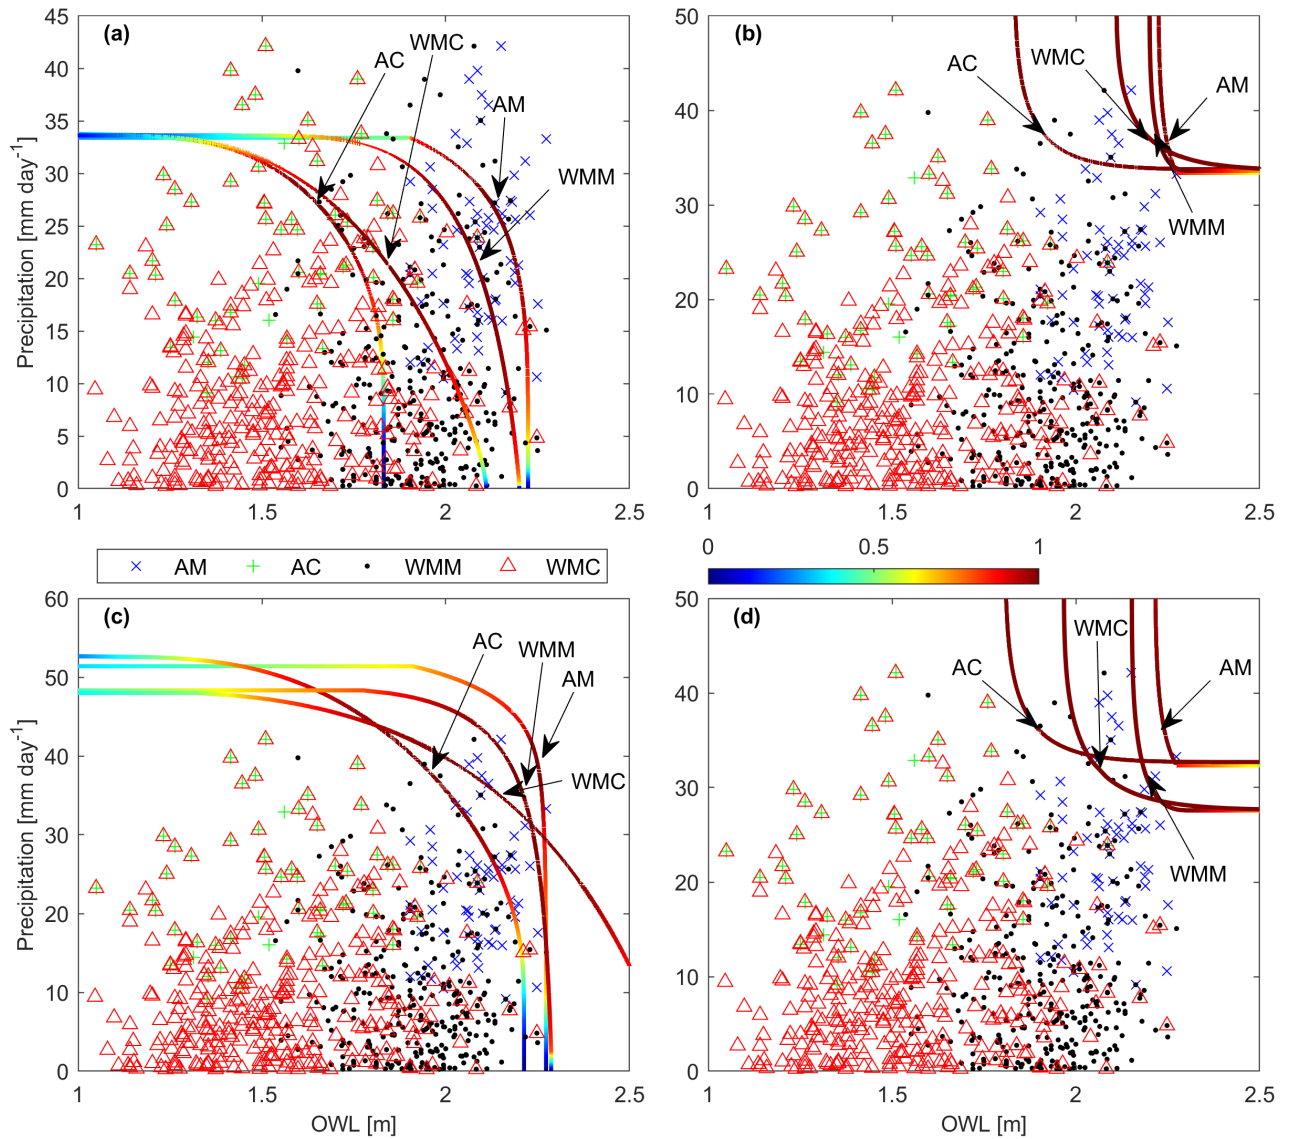 (a)
WMC
AC
AM
WMM
Precipitation [mm day⁻¹]
45
40
35
30
25
20
15
10
5
0
1
1.5
2
2.5
(b)
AC
WMC
AM
WMM
50
40
30
20
10
0
1
1.5
2
2.5
AM AC WMM WMC
0 0.5 1
(c)
AC
WMM
AM
WMC
Precipitation [mm day⁻¹]
60
50
40
30
20
10
0
1
1.5
2
2.5
OWL [m]
(d)
WMC
AC
AM
WMM
50
40
30
20
10
0
1
1.5
2
2.5
OWL [m]